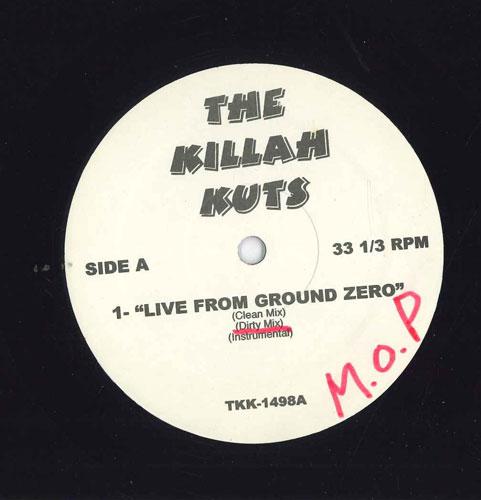 THE
KILLAH
KUTS
SIDE A
33 1/3 RPM
1- "LIVE FROM GROUND ZERO"
(Clean Mix)
(Dirty Mix)
(Instrumental)
M.O.P
TKK-1498A